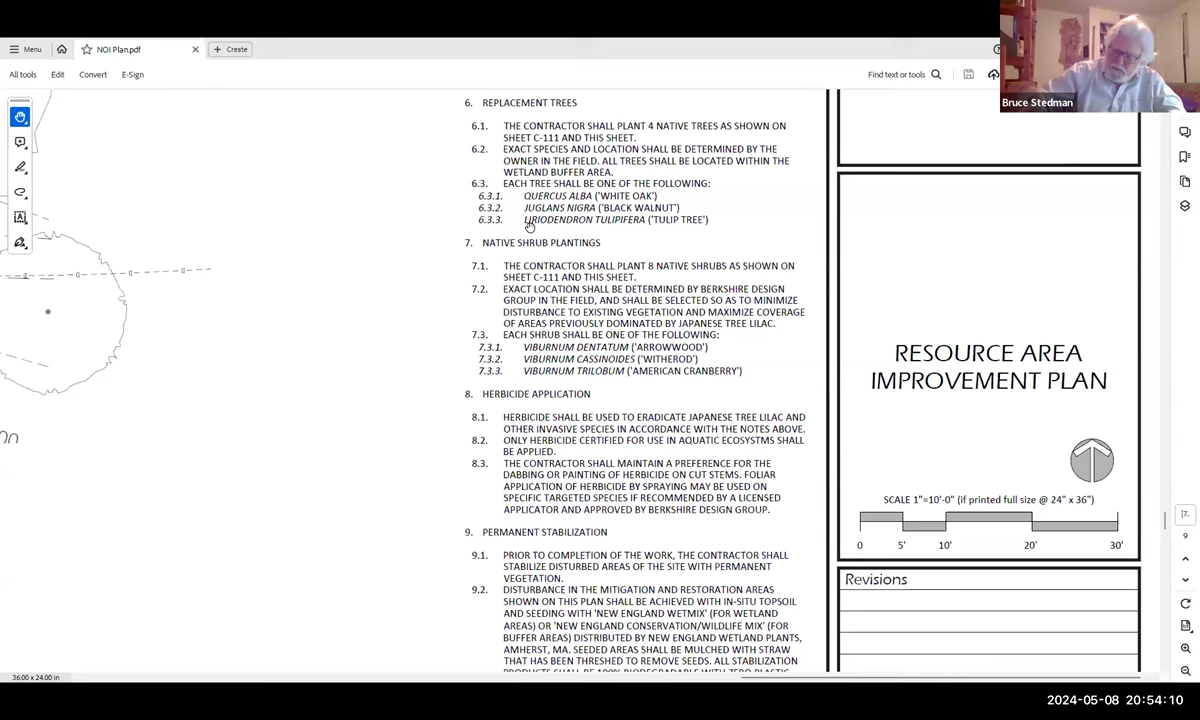 Bruce Stedman
Menu
NOI Plan.pdf
Create
All tools
Edit
Convert
E-Sign
Find text or tools
6. REPLACEMENT TREES
6.1. THE CONTRACTOR SHALL PLANT 4 NATIVE TREES AS SHOWN ON
SHEET C-111 AND THIS SHEET.
6.2. EXACT SPECIES AND LOCATION SHALL BE DETERMINED BY THE
OWNER IN THE FIELD. ALL TREES SHALL BE LOCATED WITHIN THE
WETLAND BUFFER AREA.
6.3. EACH TREE SHALL BE ONE OF THE FOLLOWING:
6.3.1. QUERCUS ALBA ('WHITE OAK')
6.3.2. JUGLANS NIGRA ('BLACK WALNUT')
6.3.3. LIRIODENDRON TULIPIFERA ('TULIP TREE')
7. NATIVE SHRUB PLANTINGS
7.1. THE CONTRACTOR SHALL PLANT 8 NATIVE SHRUBS AS SHOWN ON
SHEET C-111 AND THIS SHEET.
7.2. EXACT LOCATION SHALL BE DETERMINED BY BERKSHIRE DESIGN
GROUP IN THE FIELD, AND SHALL BE SELECTED SO AS TO MINIMIZE
DISTURBANCE TO EXISTING VEGETATION AND MAXIMIZE COVERAGE
OF AREAS PREVIOUSLY DOMINATED BY JAPANESE TREE LILAC.
7.3. EACH SHRUB SHALL BE ONE OF THE FOLLOWING:
7.3.1. VIBURNUM DENTATUM ('ARROWWOOD')
7.3.2. VIBURNUM CASSINOIDES ('WITHEROD')
7.3.3. VIBURNUM TRILOBUM ('AMERICAN CRANBERRY')
8. HERBICIDE APPLICATION
8.1. HERBICIDE SHALL BE USED TO ERADICATE JAPANESE TREE LILAC AND
OTHER INVASIVE SPECIES IN ACCORDANCE WITH THE NOTES ABOVE.
8.2. ONLY HERBICIDE CERTIFIED FOR USE IN AQUATIC ECOSYSTMS SHALL
BE APPLIED.
8.3. THE CONTRACTOR SHALL MAINTAIN A PREFERENCE FOR THE
DABBING OR PAINTING OF HERBICIDE ON CUT STEMS. FOLIAR
APPLICATION OF HERBICIDE BY SPRAYING MAY BE USED ON
SPECIFIC TARGETED SPECIES IF RECOMMENDED BY A LICENSED
APPLICATOR AND APPROVED BY BERKSHIRE DESIGN GROUP.
9. PERMANENT STABILIZATION
9.1. PRIOR TO COMPLETION OF THE WORK, THE CONTRACTOR SHALL
STABILIZE DISTURBED AREAS OF THE SITE WITH PERMANENT
VEGETATION.
9.2. DISTURBANCE IN THE MITIGATION AND RESTORATION AREAS
SHOWN ON THIS PLAN SHALL BE ACHIEVED WITH IN-SITU TOPSOIL
AND SEEDING WITH 'NEW ENGLAND WETMIX' (FOR WETLAND
AREAS) OR 'NEW ENGLAND CONSERVATION/WILDLIFE MIX' (FOR
BUFFER AREAS) DISTRIBUTED BY NEW ENGLAND WETLAND PLANTS,
AMHERST, MA. SEEDED AREAS SHALL BE MULCHED WITH STRAW
THAT HAS BEEN THRESHED TO REMOVE SEEDS. ALL STABILIZATION
PRODUCTS SHALL BE 100% BIODEGRADABLE WITH ZERO PLASTIC
RESOURCE AREA
IMPROVEMENT PLAN
SCALE 1"=10'-0" (if printed full size @ 24" x 36")
0 5' 10' 20' 30'
Revisions
[7-
9
36.00 x 24.00 in
2024-05-08 20:54:10